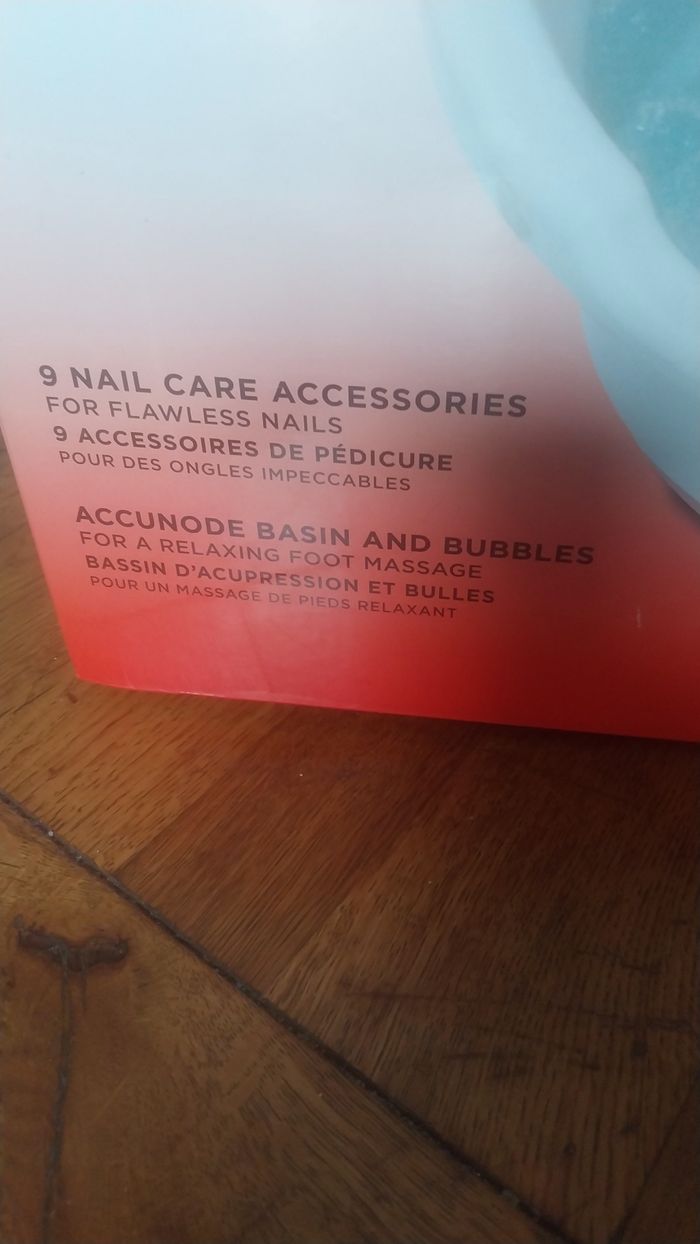 9 NAIL CARE ACCESSORIES
FOR FLAWLESS NAILS
9 ACCESSOIRES DE PÉDICURE
POUR DES ONGLES IMPECCABLES
ACCUNODE BASIN AND BUBBLES
FOR A RELAXING FOOT MASSAGE
BASSIN D'ACUPRESSION ET BULLES
POUR UN MASSAGE DE PIEDS RELAXANT